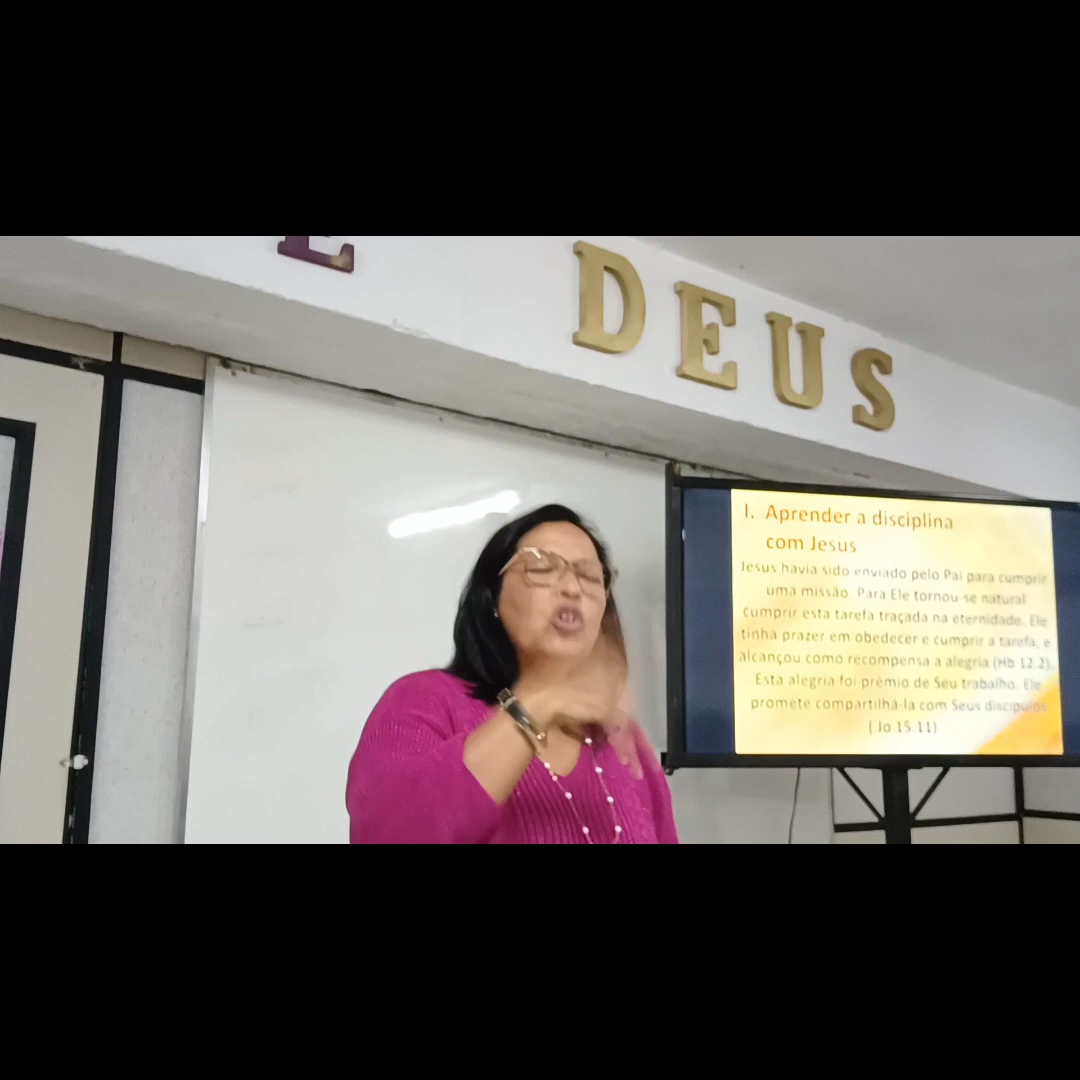 E DEUS
I. Aprender a disciplina
com Jesus
Jesus havia sido enviado pelo Pai para cumprir
uma missão. Para Ele tornou-se natural
cumprir esta tarefa traçada na eternidade. Ele
tinha prazer em obedecer e cumprir a tarefa, e
alcançou como recompensa a alegria (Hb 12.2).
Esta alegria foi prêmio de Seu trabalho. Ele
promete compartilhá-la com Seus discípulos
( Jo 15.11)